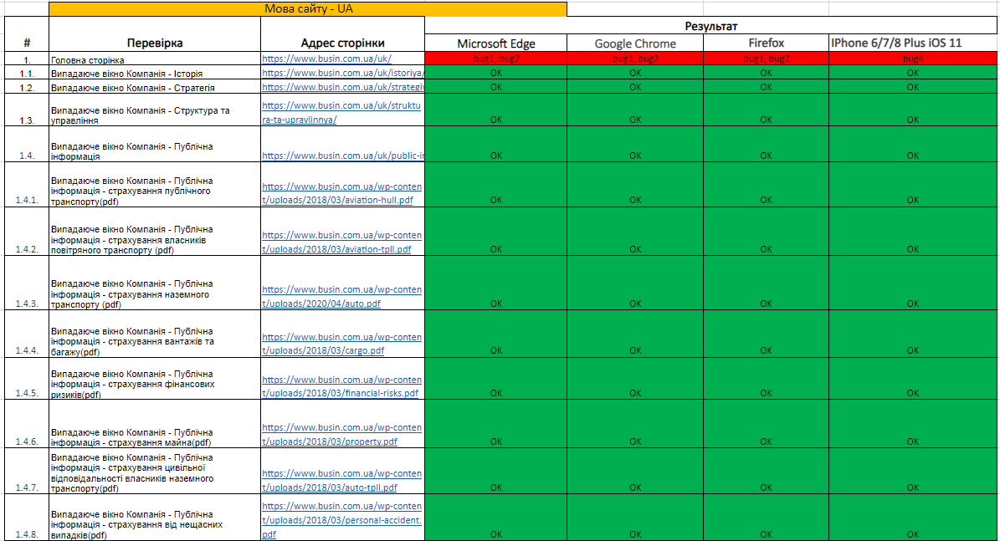 Мова сайту - UA
Результат
# Перевірка Адрес сторінки Microsoft Edge Google Chrome Firefox IPhone 6/7/8 Plus iOS 11
1. Головна сторінка https://www.busin.com.ua/uk/ bug1, bug2 bug1, bug2 bug1, bug2 bug4
1.1. Випадаюче вікно Компанія - Історія https://www.busin.com.ua/uk/istoriya/ OK OK OK OK
1.2. Випадаюче вікно Компанія - Стратегія https://www.busin.com.ua/uk/strategiy OK OK OK OK
Випадаюче вікно Компанія - Структура та https://www.busin.com.ua/uk/struktu
1.3. управління ra-ta-upravlinnya/ OK OK OK OK
Випадаюче вікно Компанія - Публічна
1.4. інформація https://www.busin.com.ua/uk/public-in OK OK OK OK
Випадаюче вікно Компанія - Публічна
інформація - страхування публічного https://www.busin.com.ua/wp-conten
1.4.1. транспорту(pdf) t/uploads/2018/03/aviation-hull.pdf OK OK OK OK
Випадаюче вікно Компанія - Публічна
інформація - страхування власників https://www.busin.com.ua/wp-conten
1.4.2. повітряного транспорту (pdf) t/uploads/2018/03/aviation-tpll.pdf OK OK OK OK
Випадаюче вікно Компанія - Публічна
інформація - страхування наземного https://www.busin.com.ua/wp-conten
1.4.3. транспорту (pdf) t/uploads/2020/04/auto.pdf OK OK OK OK
Випадаюче вікно Компанія - Публічна
інформація - страхування вантажів та https://www.busin.com.ua/wp-conten
1.4.4. багажу(pdf) t/uploads/2018/03/cargo.pdf OK OK OK OK
Випадаюче вікно Компанія - Публічна
інформація - страхування фінансових https://www.busin.com.ua/wp-conten
1.4.5. ризиків(pdf) t/uploads/2018/03/financial-risks.pdf OK OK OK OK
Випадаюче вікно Компанія - Публічна https://www.busin.com.ua/wp-conten
1.4.6. інформація - страхування майна(pdf) t/uploads/2018/03/property.pdf OK OK OK OK
Випадаюче вікно Компанія - Публічна
інформація - страхування цивільної
відповідальності власників наземного https://www.busin.com.ua/wp-conten
1.4.7. транспорту(pdf) t/uploads/2018/03/auto-tpll.pdf OK OK OK OK
Випадаюче вікно Компанія - Публічна https://www.busin.com.ua/wp-conten
інформація - страхування від нещасних t/uploads/2018/03/personal-accident.
1.4.8. випадків(pdf) pdf OK OK OK OK